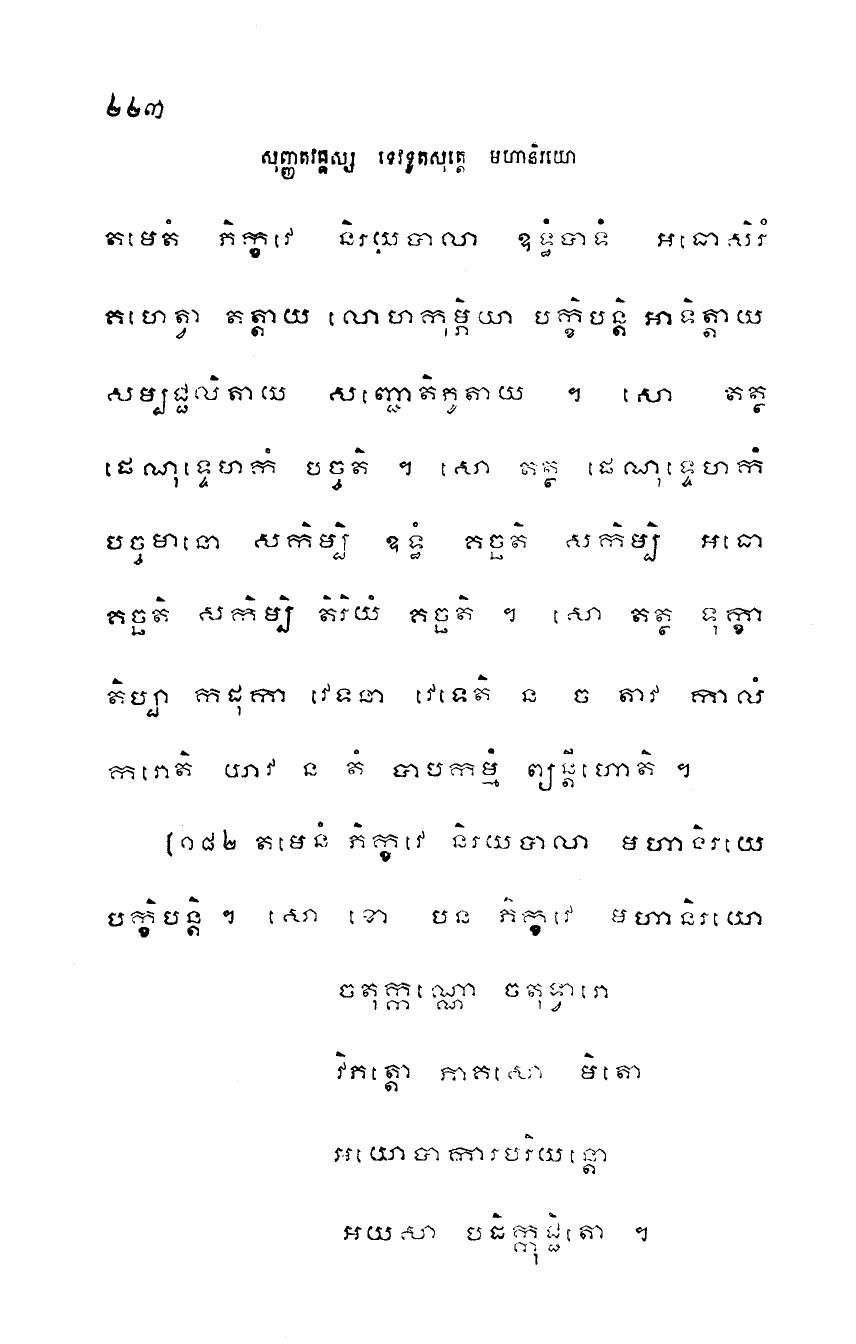 ២២៣
សុញ្ញតវគ្គស្ស ទេវទូតសុត្តេ មហានិរយោ
តមេតំ ភិក្ខវេ និរយបាលា ឧទ្ធំបាទំ អធោសិរំ
គហេត្វា តត្តាយ លោហកុម្ភិយា បក្ខិបន្តិ អាទិត្តាយ
សម្បជ្ជលិតាយ សញ្ជោតិភូតាយ ។ សោ តត្ថ
ផេណុទ្ទេហកំ បច្ចតិ ។ សោ តត្ថ ផេណុទ្ទេហកំ
បច្ចមានោ សកិម្បិ ឧទ្ធំ គច្ឆតិ សកិម្បិ អធោ
គច្ឆតិ សកិម្បិ តិរិយំ គច្ឆតិ ។ សោ តត្ថ ទុក្ខា
តិប្បា កដុកា វេទនា វេទេតិ ន ច តាវ កាលំ
ករោតិ យាវ ន តំ បាបកម្មំ ព្យន្តីហោតិ ។
[១៨២ តមេនំ ភិក្ខវេ និរយបាលា មហានិរយេ
បក្ខិបន្តិ ។ សោ ខោ បន ភិក្ខវេ មហានិរយោ
ចតុក្កណ្ណោ ចតុទ្វារោ
វិភត្តោ ភាគសោ មិតោ
អយោបាការបរិយន្តោ
អយសា បដិក្កុជ្ជិតោ ។